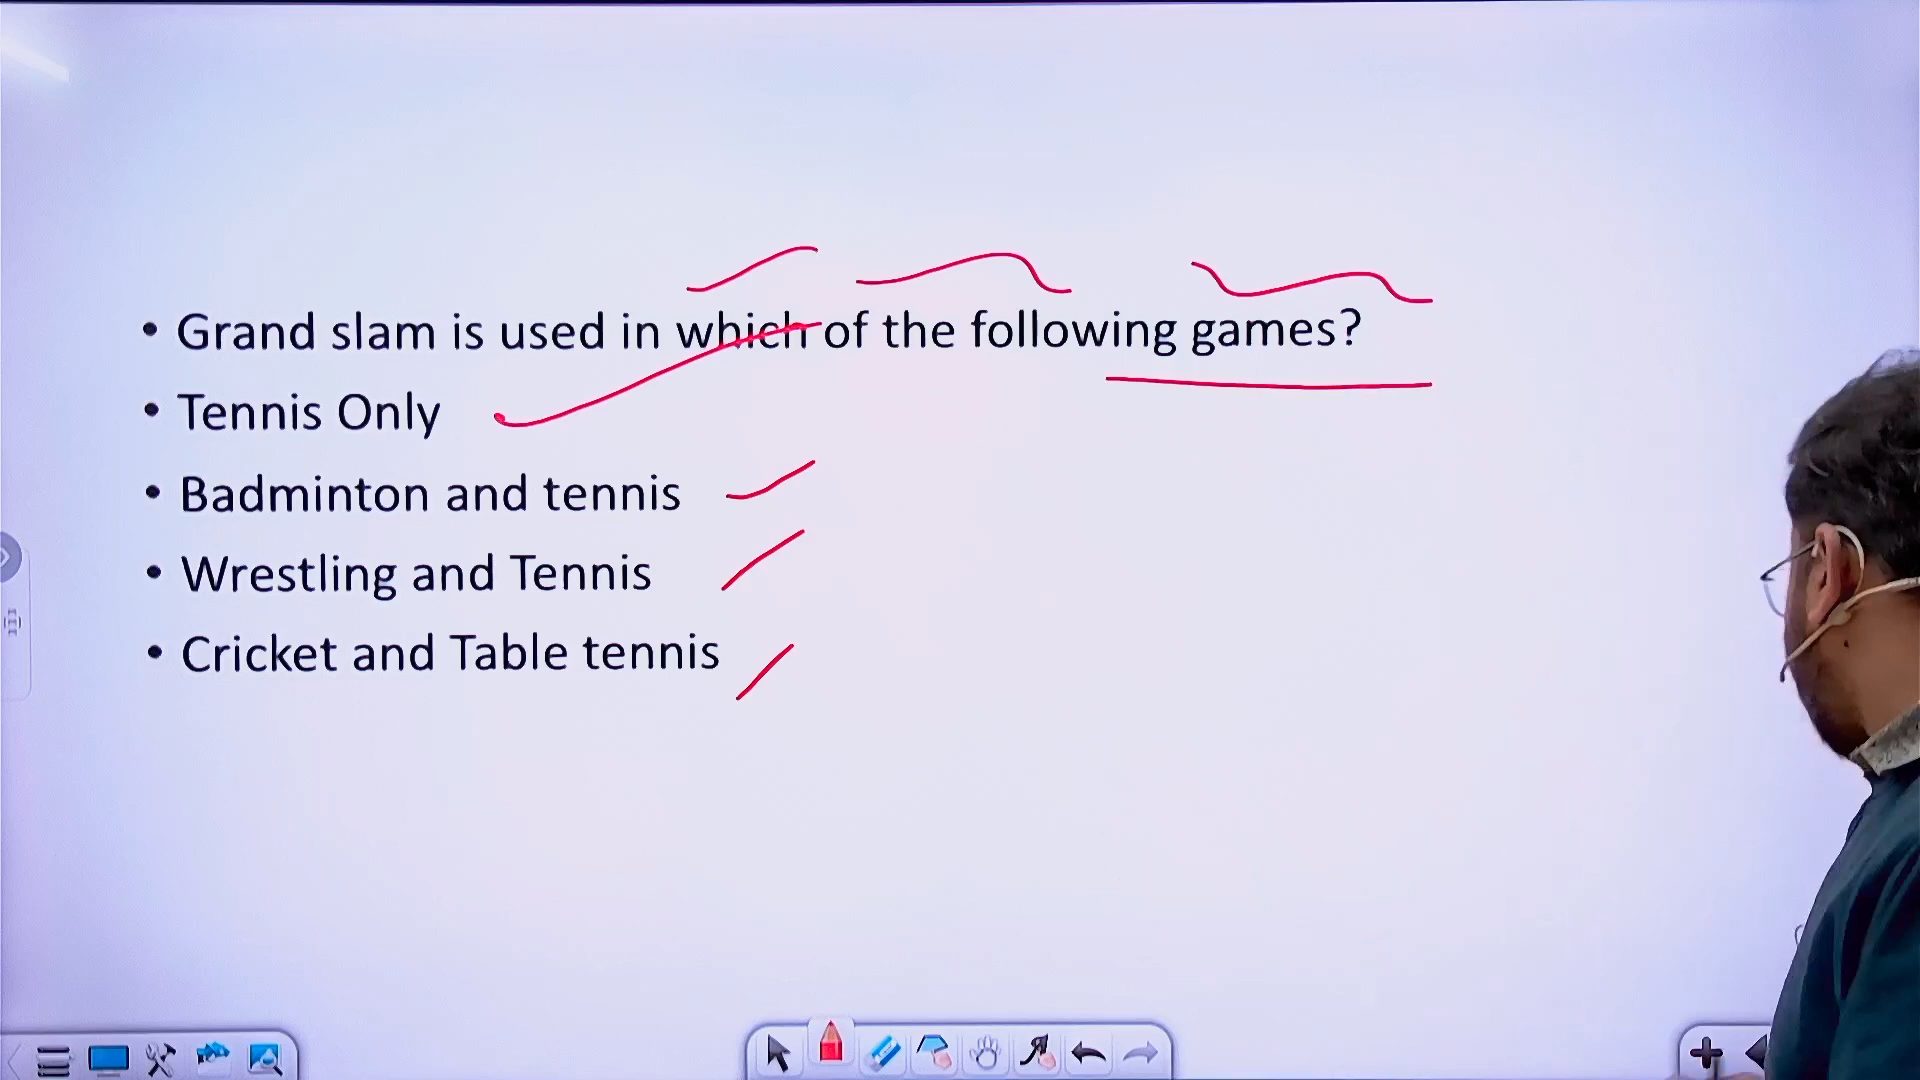 • Grand slam is used in which of the following games?
• Tennis Only
• Badminton and tennis
• Wrestling and Tennis
• Cricket and Table tennis